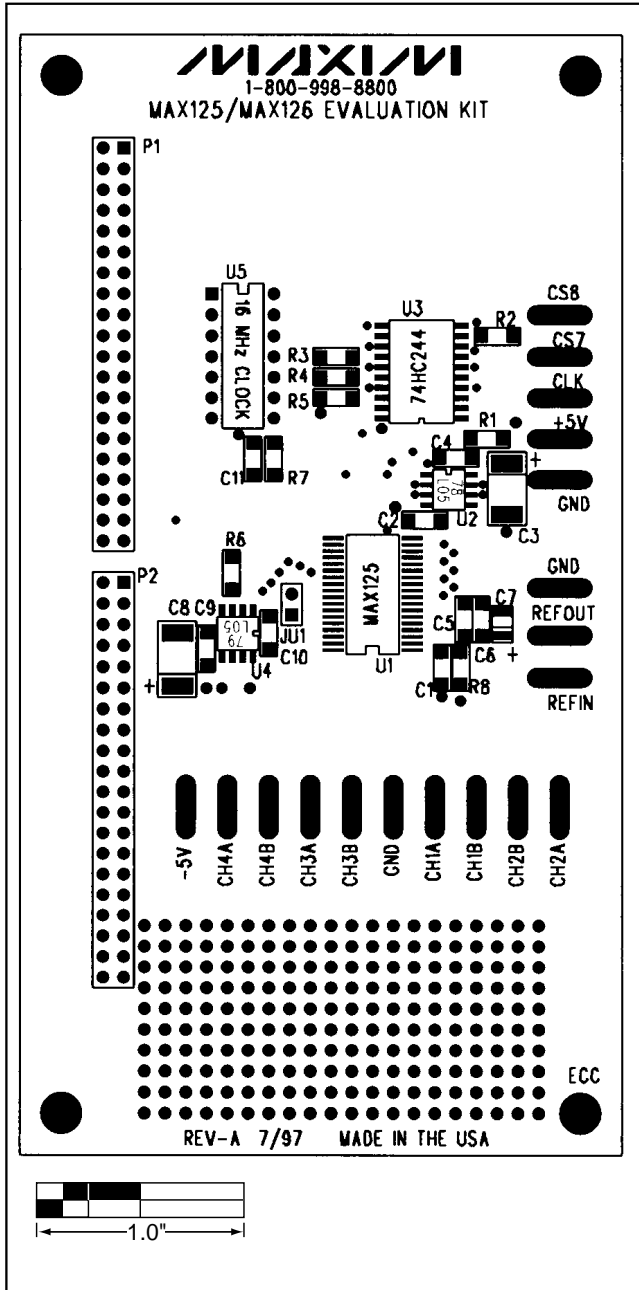 MAXIM
1-800-998-8800
MAX125/MAX126 EVALUATION KIT
P1
U5
16 MHz CLOCK
U3
74HC244
CS8
R2
CS7
R3
R4
R5
CLK
R1
+5V
C4
+
C11
R7
78
L05
U2
GND
C2
C3
R6
P2
MAX125
GND
C8
C9
JU1
C5
C7
REFOUT
79
L05
U4
C10
U1
C6
+
+
C1
R8
REFIN
-5V
CH4A
CH4B
CH3A
CH3B
GND
CH1A
CH1B
CH2B
CH2A
ECC
REV-A 7/97 MADE IN THE USA
1.0"